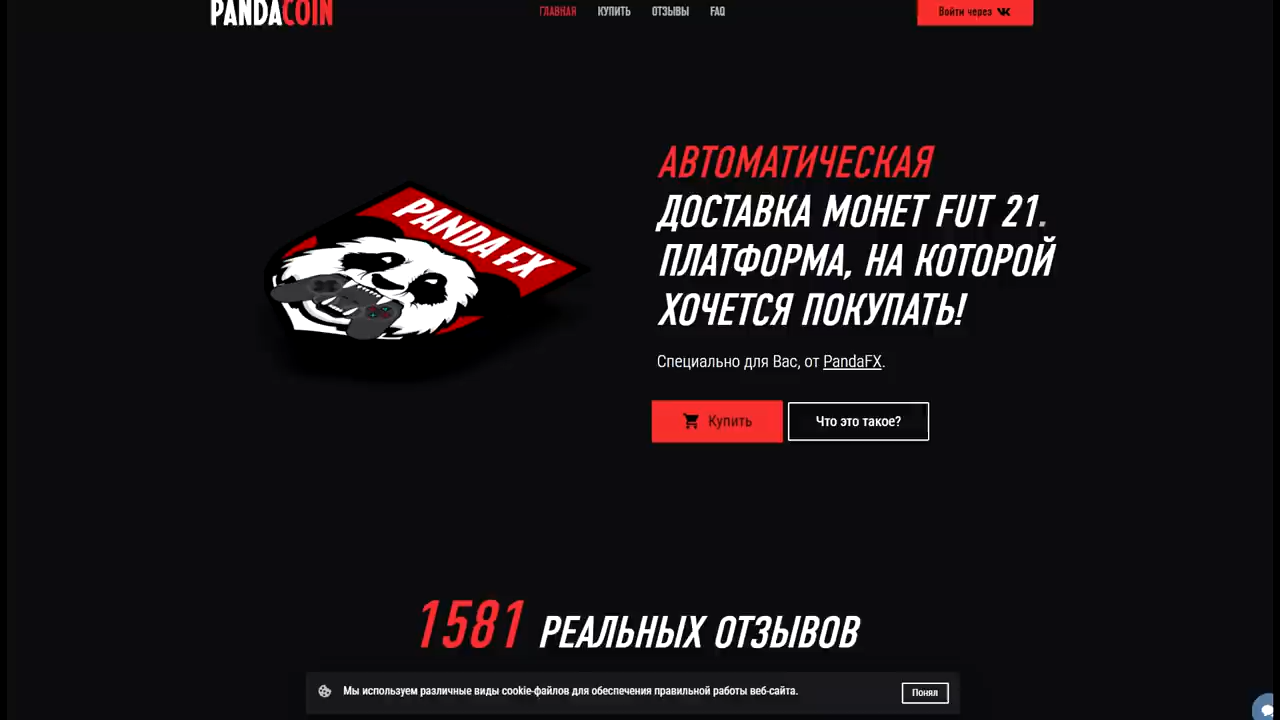 PANDACOIN
ГЛАВНАЯ КУПИТЬ ОТЗЫВЫ FAQ
Войти через
PANDA FX
АВТОМАТИЧЕСКАЯ
ДОСТАВКА МОНЕТ FUT 21.
ПЛАТФОРМА, НА КОТОРОЙ
ХОЧЕТСЯ ПОКУПАТЬ!
Специально для Вас, от PandaFX.
Купить
Что это такое?
1581 РЕАЛЬНЫХ ОТЗЫВОВ
Мы используем различные виды cookie-файлов для обеспечения правильной работы веб-сайта.
Понял